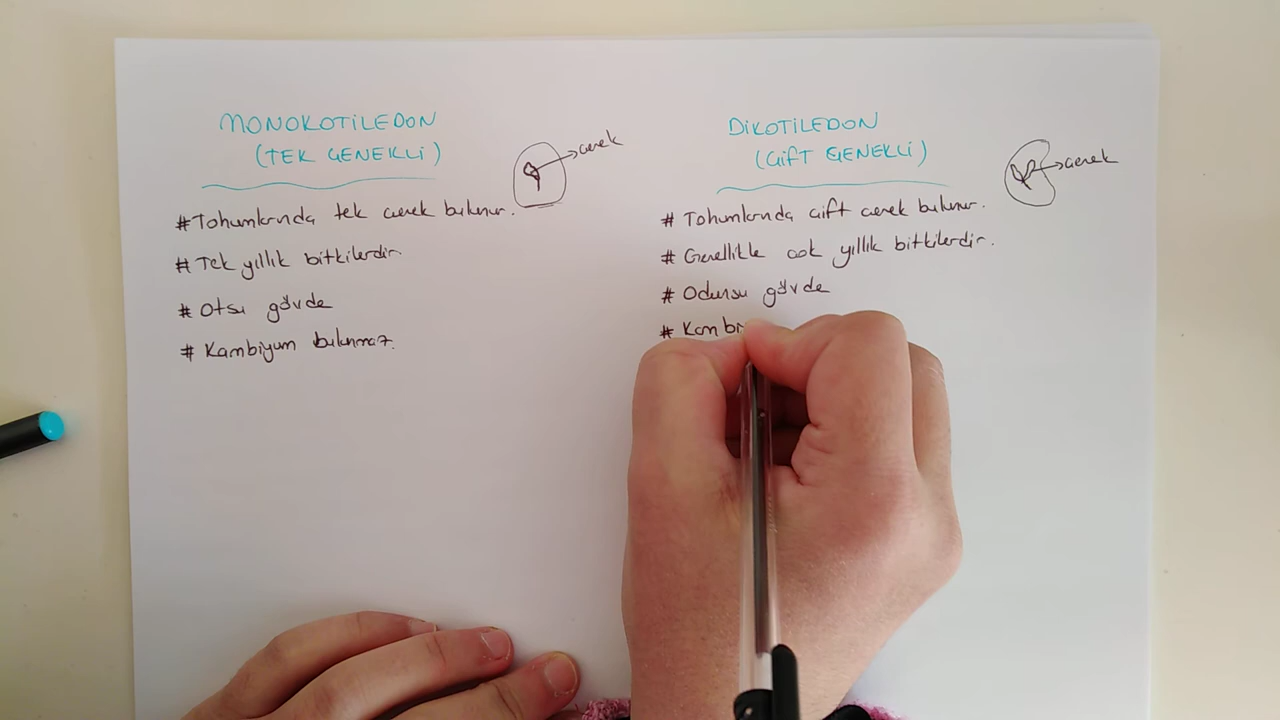 MONOKOTİLEDON
(TEK ÇENEKLİ)
çenek
#Tohumlarında tek çenek bulunur.
#Tek yıllık bitkilerdir
#Otsu gövde
#Kambiyum bulunmaz.
DİKOTİLEDON
(ÇİFT ÇENEKLİ)
çenek
#Tohumlarında çift çenek bulunur.
#Genellikle çok yıllık bitkilerdir.
#Odunsu gövde
#Kambi